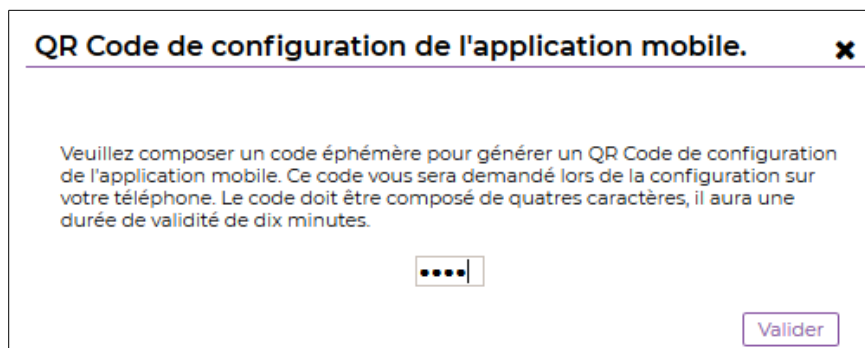 QR Code de configuration de l'application mobile.
Veuillez composer un code éphémère pour générer un QR Code de configuration
de l'application mobile. Ce code vous sera demandé lors de la configuration sur
votre téléphone. Le code doit être composé de quatres caractères, il aura une
durée de validité de dix minutes.
••••
Valider